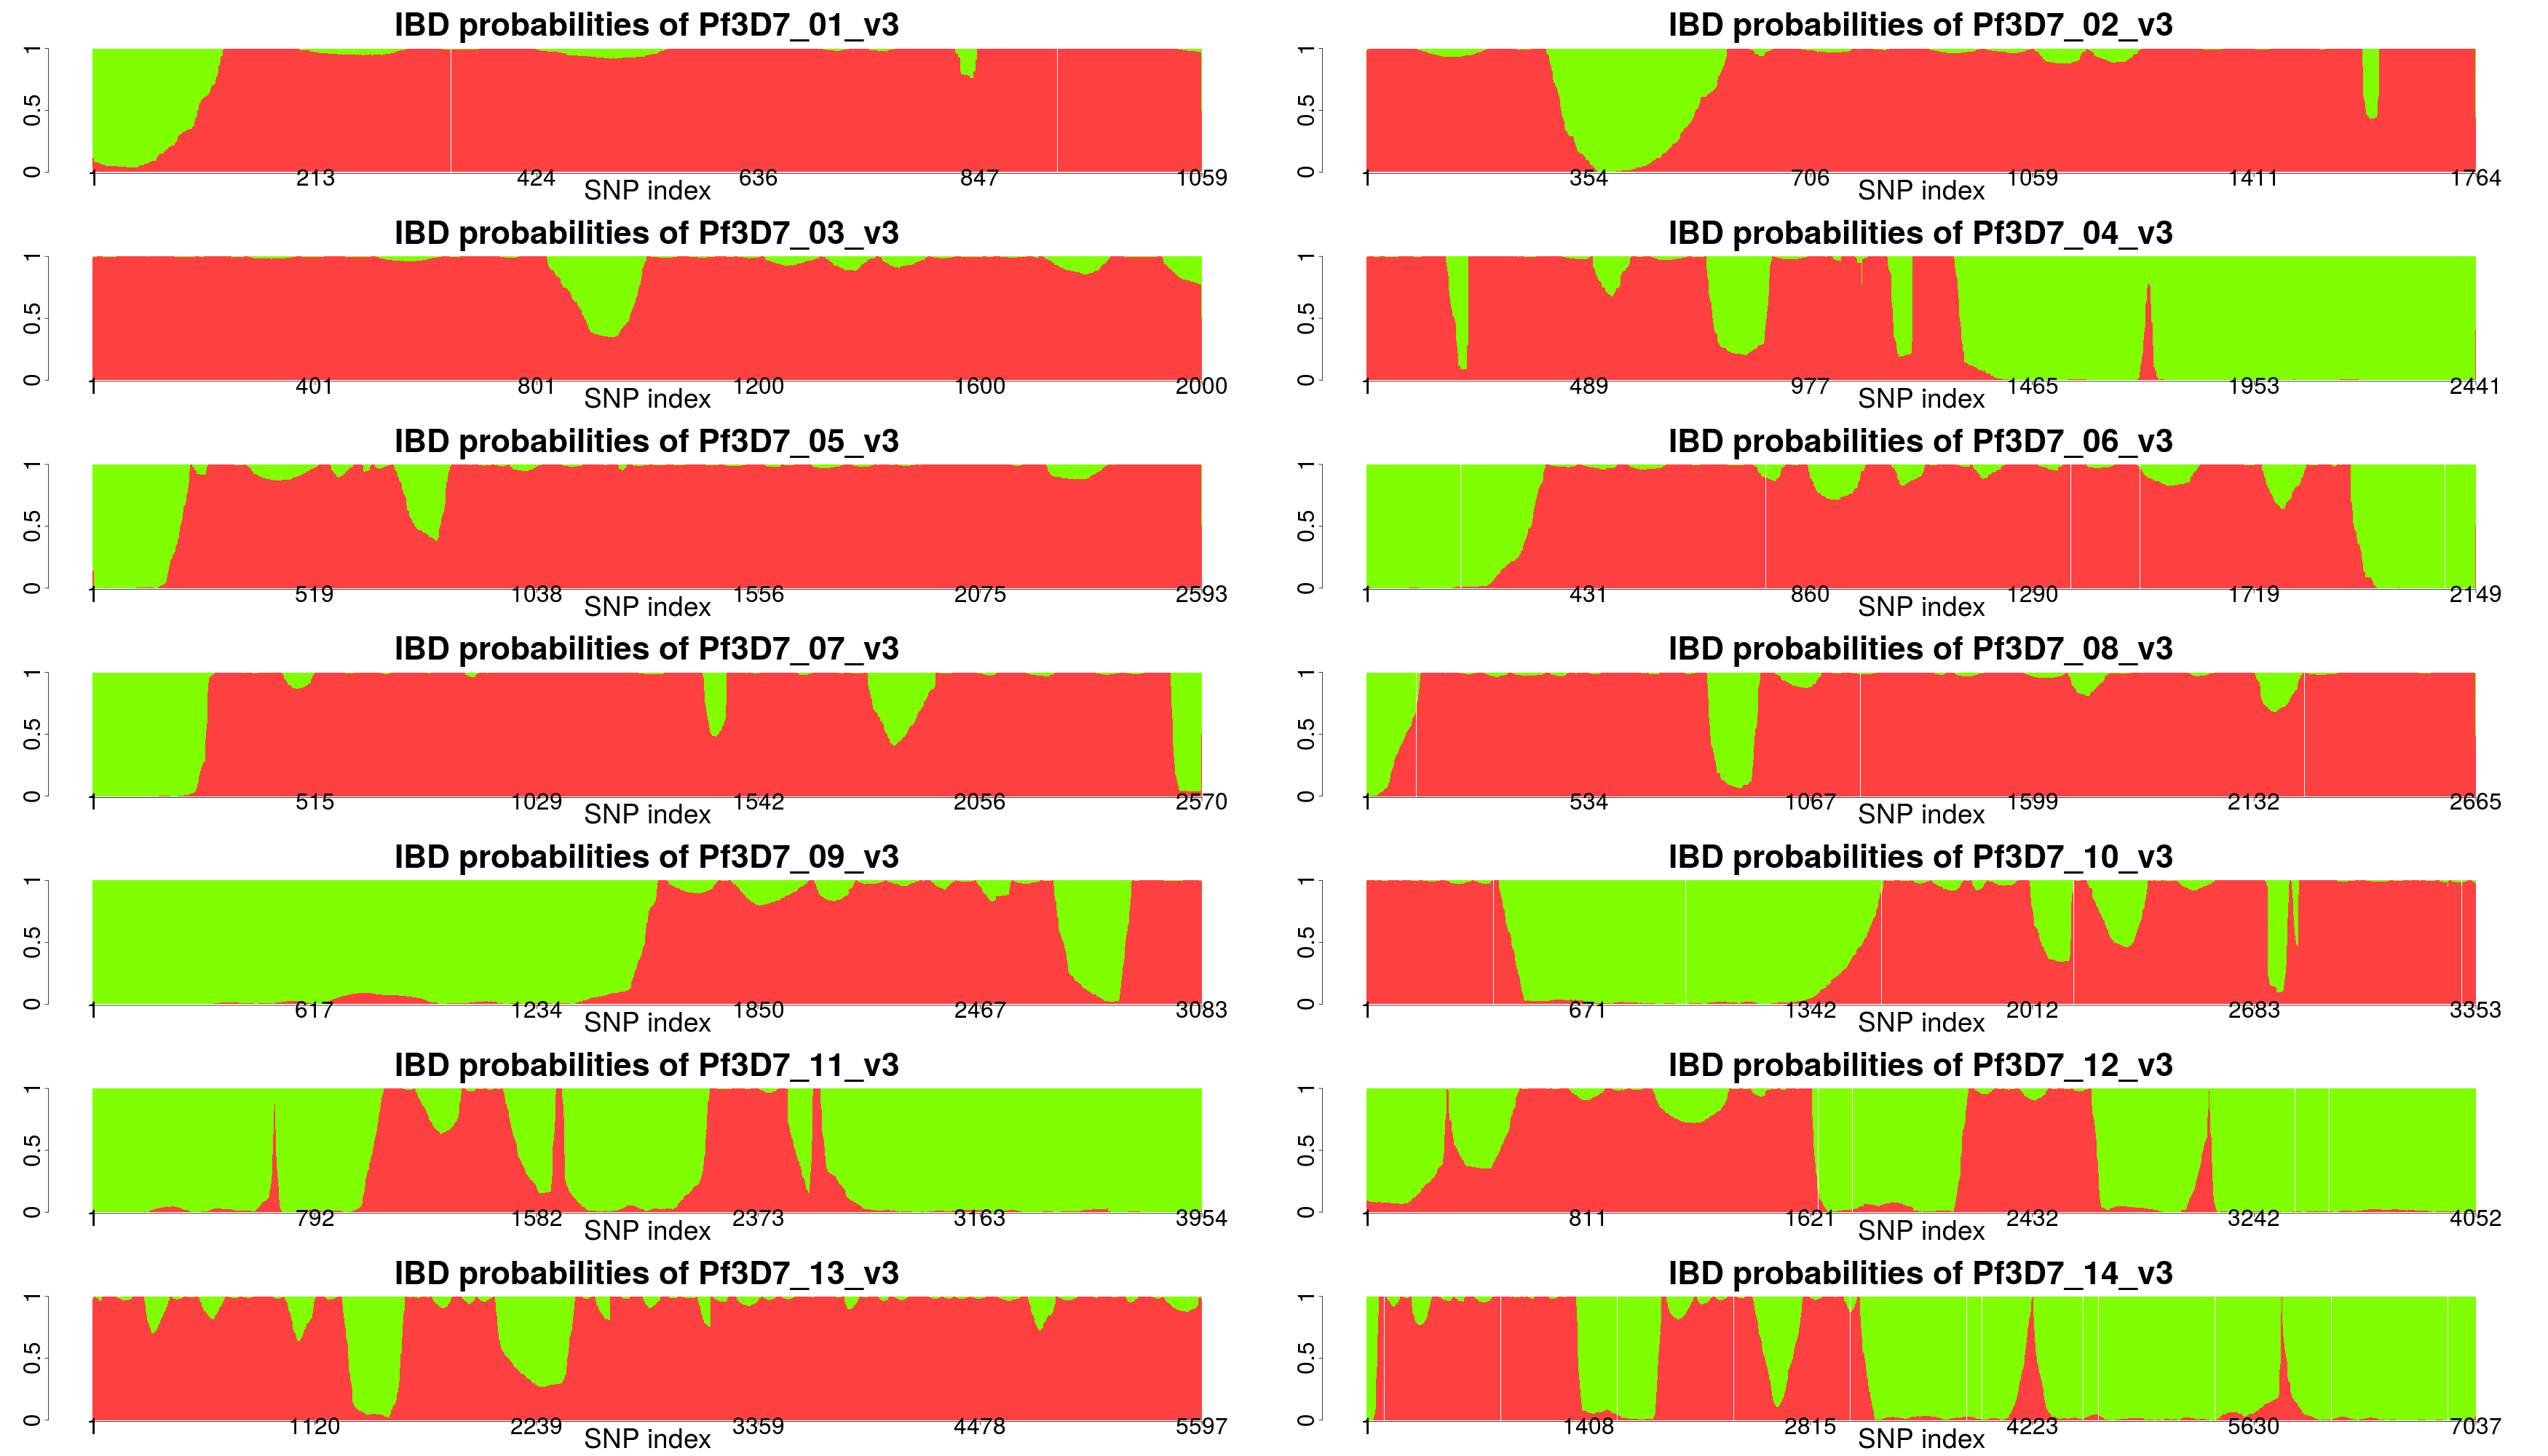 IBD probabilities of Pf3D7_01_v3
0 0.5 1
1 213 424 636 847 1059
SNP index
IBD probabilities of Pf3D7_02_v3
0 0.5 1
1 354 706 1059 1411 1764
SNP index
IBD probabilities of Pf3D7_03_v3
0 0.5 1
1 401 801 1200 1600 2000
SNP index
IBD probabilities of Pf3D7_04_v3
0 0.5 1
1 489 977 1465 1953 2441
SNP index
IBD probabilities of Pf3D7_05_v3
0 0.5 1
1 519 1038 1556 2075 2593
SNP index
IBD probabilities of Pf3D7_06_v3
0 0.5 1
1 431 860 1290 1719 2149
SNP index
IBD probabilities of Pf3D7_07_v3
0 0.5 1
1 515 1029 1542 2056 2570
SNP index
IBD probabilities of Pf3D7_08_v3
0 0.5 1
1 534 1067 1599 2132 2665
SNP index
IBD probabilities of Pf3D7_09_v3
0 0.5 1
1 617 1234 1850 2467 3083
SNP index
IBD probabilities of Pf3D7_10_v3
0 0.5 1
1 671 1342 2012 2683 3353
SNP index
IBD probabilities of Pf3D7_11_v3
0 0.5 1
1 792 1582 2373 3163 3954
SNP index
IBD probabilities of Pf3D7_12_v3
0 0.5 1
1 811 1621 2432 3242 4052
SNP index
IBD probabilities of Pf3D7_13_v3
0 0.5 1
1 1120 2239 3359 4478 5597
SNP index
IBD probabilities of Pf3D7_14_v3
0 0.5 1
1 1408 2815 4223 5630 7037
SNP index